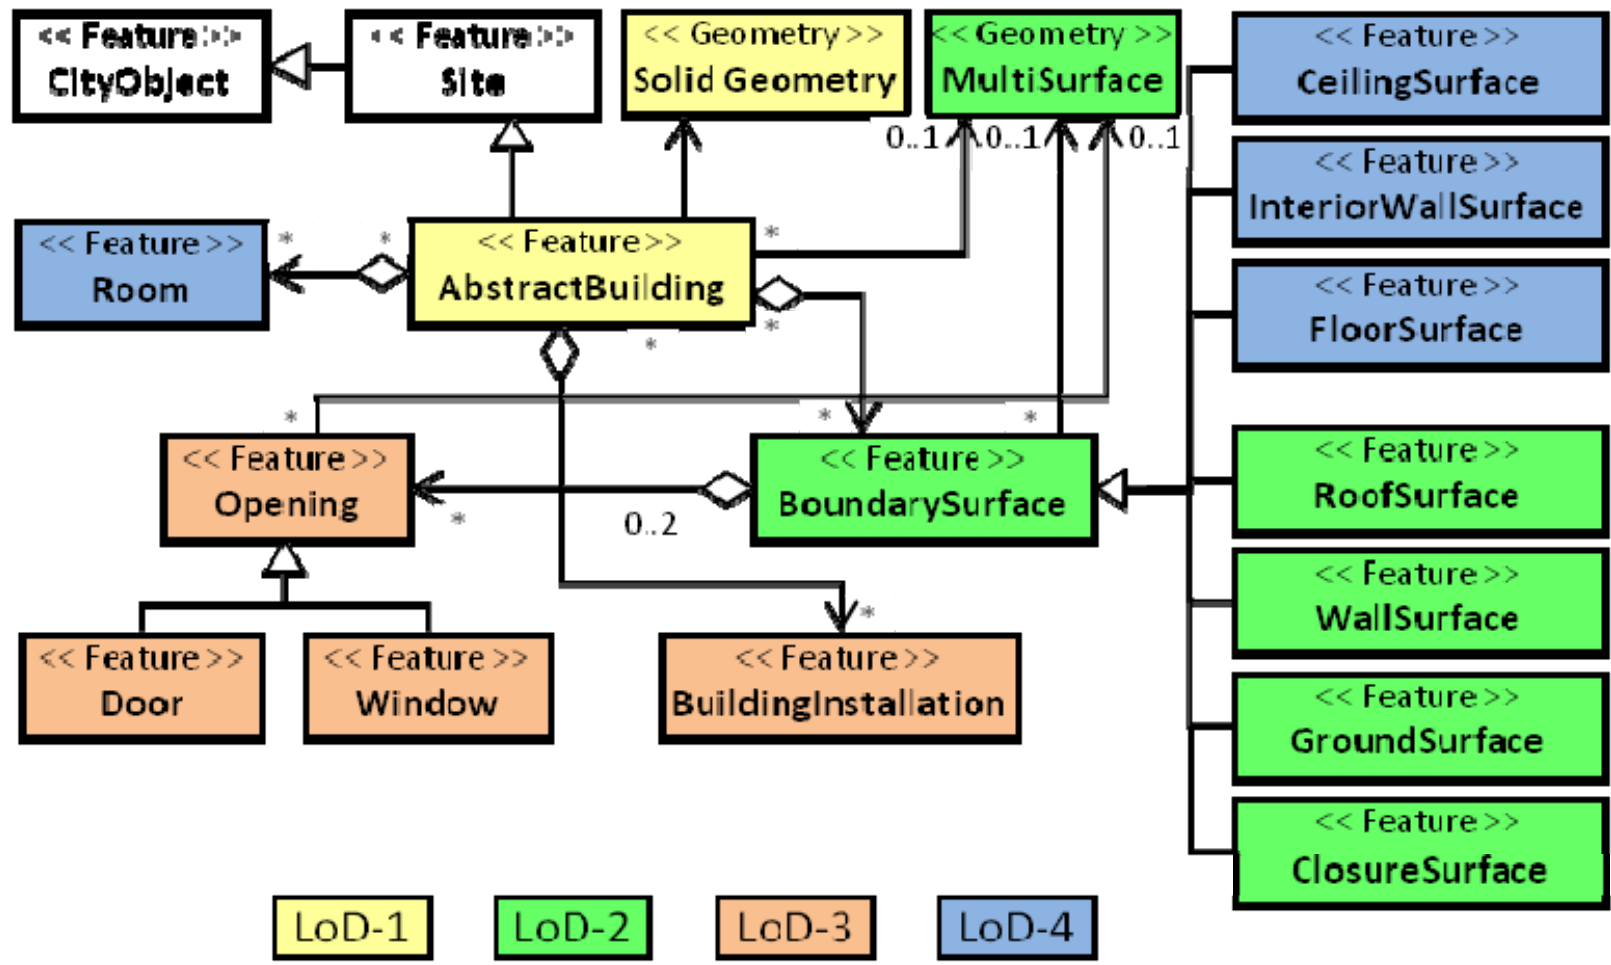 << Feature >>
CityObject
<< Feature >>
Site
<< Geometry >>
Solid Geometry
<< Geometry >>
MultiSurface
<< Feature >>
CeilingSurface
0..1
0..1
0..1
<< Feature >>
InteriorWallSurface
<< Feature >>
Room
*
*
<< Feature >>
AbstractBuilding
*
*
*
<< Feature >>
FloorSurface
*
*
*
<< Feature >>
Opening
*
0..2
<< Feature >>
BoundarySurface
<< Feature >>
RoofSurface
<< Feature >>
WallSurface
<< Feature >>
Door
<< Feature >>
Window
*
<< Feature >>
BuildingInstallation
<< Feature >>
GroundSurface
<< Feature >>
ClosureSurface
LoD-1
LoD-2
LoD-3
LoD-4